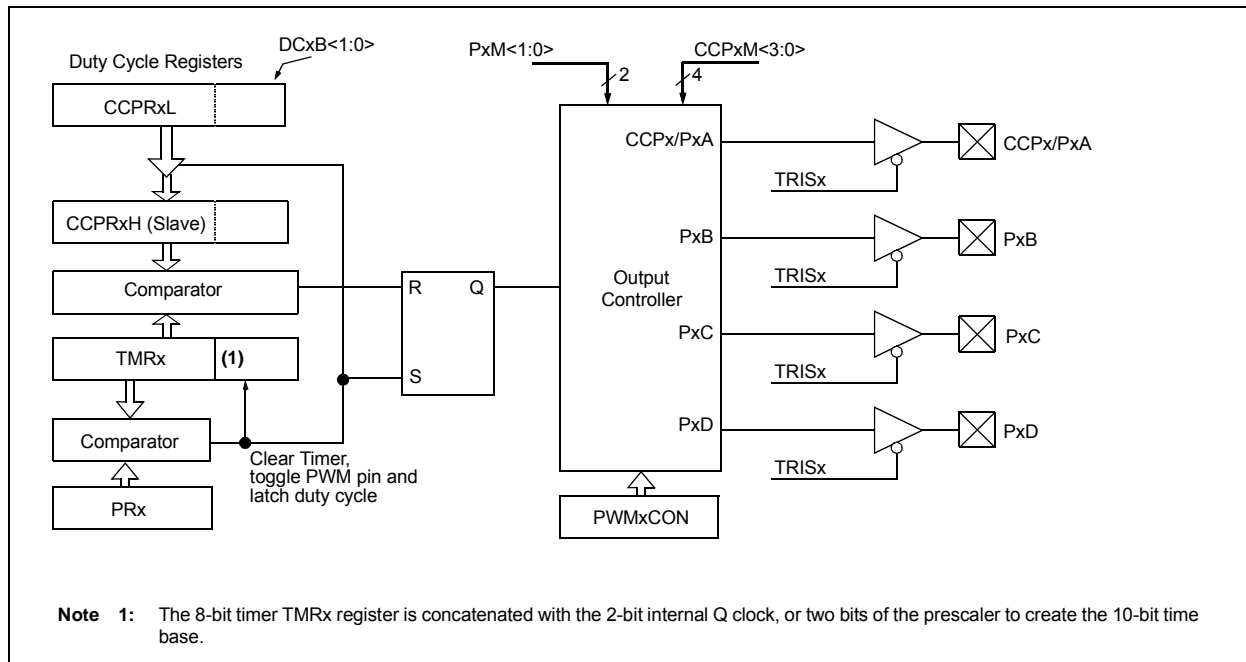 DCxB<1:0>
Duty Cycle Registers
CCPRxL
CCPRxH (Slave)
Comparator
TMRx
(1)
Comparator
PRx
Clear Timer,
toggle PWM pin and
latch duty cycle
R
Q
S
PxM<1:0>
2
CCPxM<3:0>
4
Output
Controller
CCPx/PxA
PxB
PxC
PxD
PWMxCON
TRISx
CCPx/PxA
TRISx
PxB
TRISx
PxC
TRISx
PxD
Note 1: The 8-bit timer TMRx register is concatenated with the 2-bit internal Q clock, or two bits of the prescaler to create the 10-bit time
base.